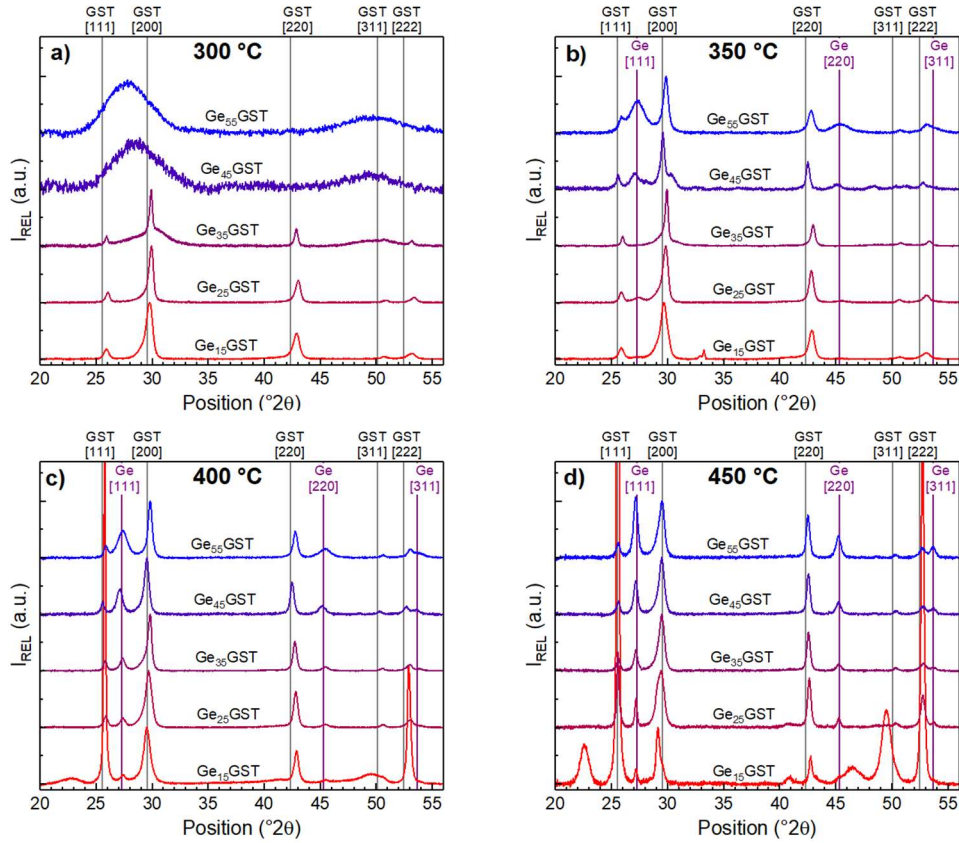 GST GST GST GST GST
[111] [200] [220] [311] [222]
a) 300 °C
Ge₅₅GST
Ge₄₅GST
Ge₃₅GST
Ge₂₅GST
Ge₁₅GST
I_REL (a.u.)
20 25 30 35 40 45 50 55
Position (°2θ)
GST GST GST GST GST
[111] [200] [220] [311] [222]
b) Ge 350 °C Ge Ge
[111] [220] [311]
Ge₅₅GST
Ge₄₅GST
Ge₃₅GST
Ge₂₅GST
Ge₁₅GST
I_REL (a.u.)
20 25 30 35 40 45 50 55
Position (°2θ)
GST GST GST GST GST
[111] [200] [220] [311] [222]
c) Ge 400 °C Ge Ge
[111] [220] [311]
Ge₅₅GST
Ge₄₅GST
Ge₃₅GST
Ge₂₅GST
Ge₁₅GST
I_REL (a.u.)
20 25 30 35 40 45 50 55
Position (°2θ)
GST GST GST GST GST
[111] [200] [220] [311] [222]
d) Ge 450 °C Ge Ge
[111] [220] [311]
Ge₅₅GST
Ge₄₅GST
Ge₃₅GST
Ge₂₅GST
Ge₁₅GST
I_REL (a.u.)
20 25 30 35 40 45 50 55
Position (°2θ)